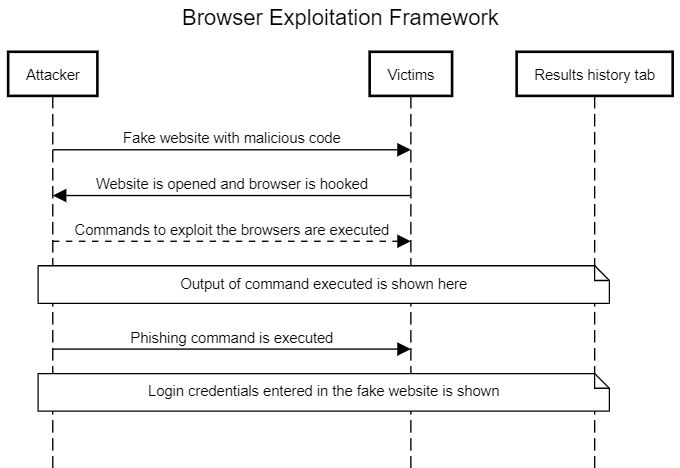 Browser Exploitation Framework
Attacker
Victims
Results history tab
Fake website with malicious code
Website is opened and browser is hooked
Commands to exploit the browsers are executed
Output of command executed is shown here
Phishing command is executed
Login credentials entered in the fake website is shown